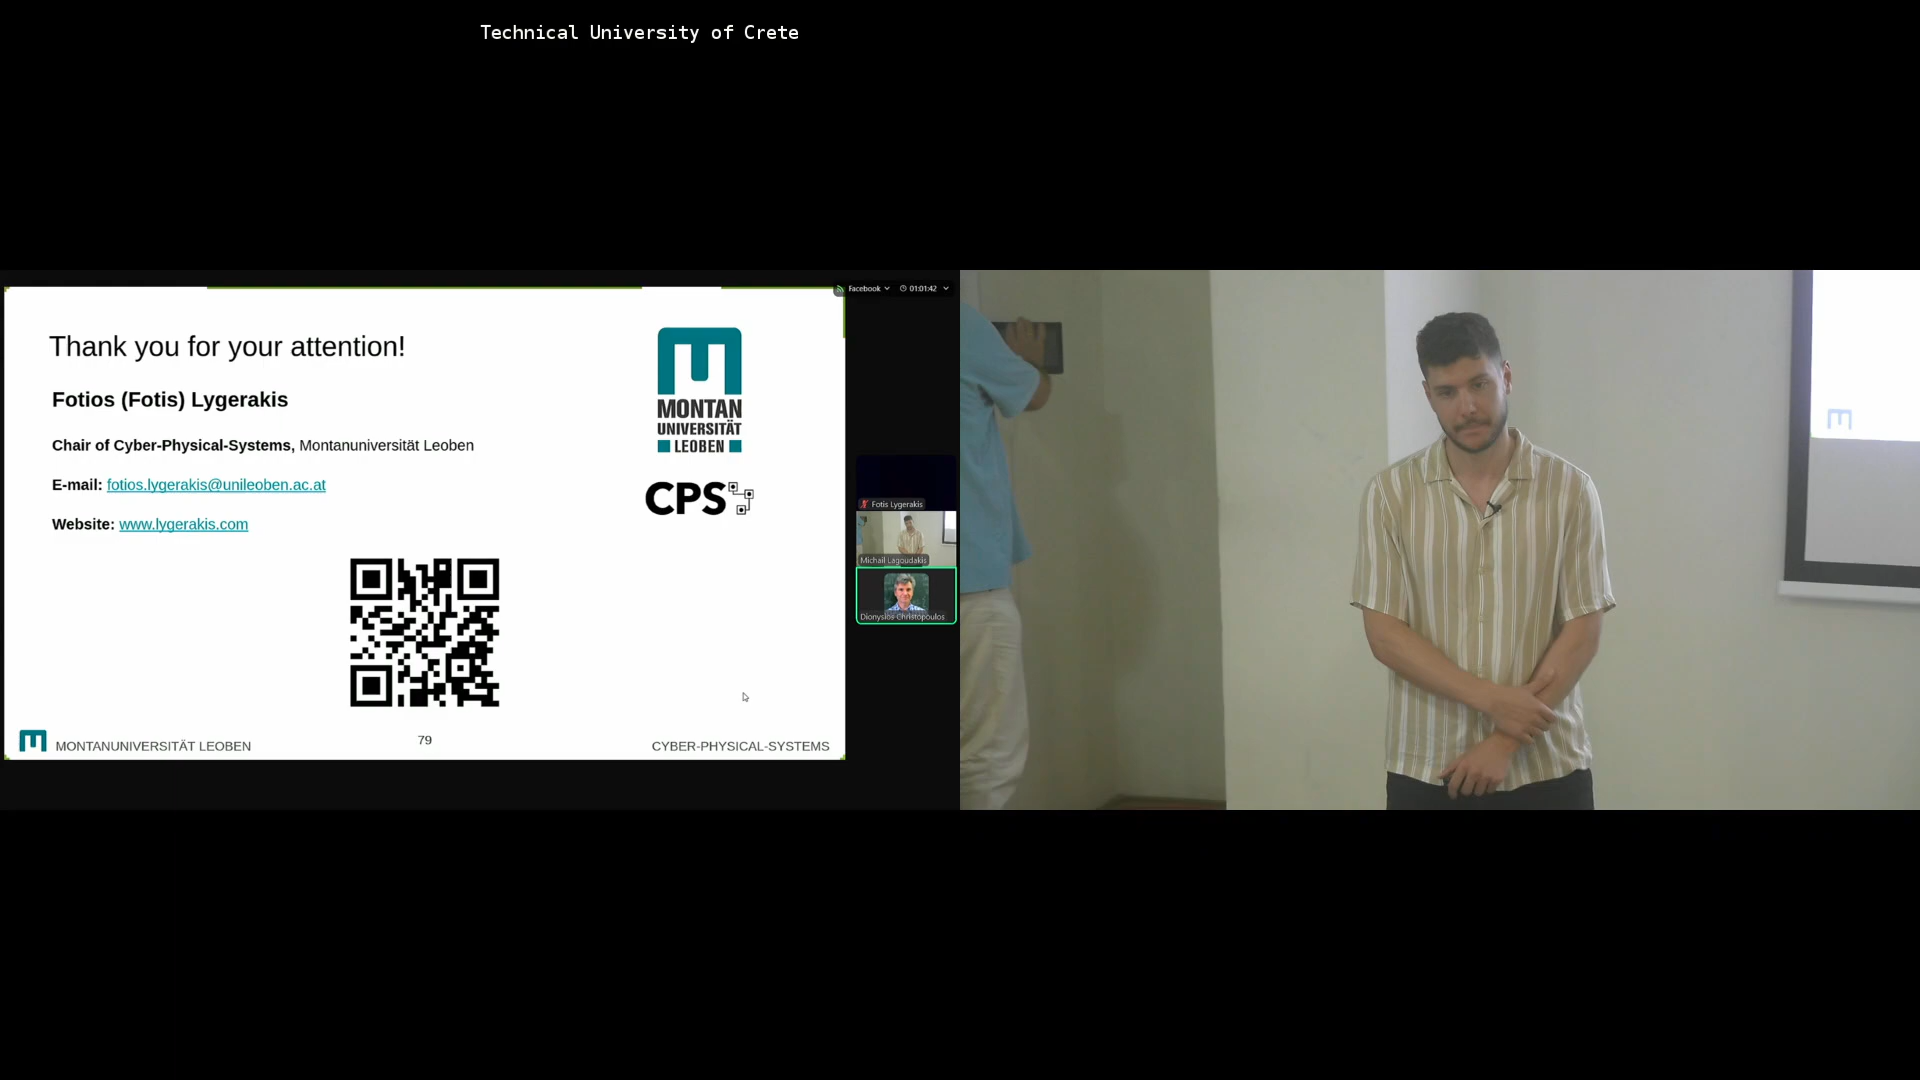 Technical University of Crete
Facebook
01:01:42
Thank you for your attention!
Fotios (Fotis) Lygerakis
Chair of Cyber-Physical-Systems, Montanuniversität Leoben
E-mail: fotios.lygerakis@unileoben.ac.at
Website: www.lygerakis.com
MONTAN
UNIVERSITÄT
LEOBEN
CPS
Fotis Lygerakis
Michail Lagoudakis
Dionysios Christopoulos
MONTANUNIVERSITÄT LEOBEN
79
CYBER-PHYSICAL-SYSTEMS